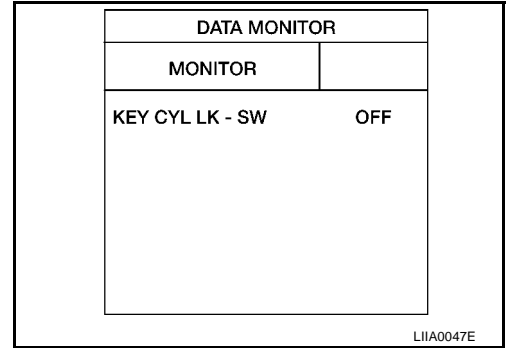 DATA MONITOR
MONITOR
KEY CYL LK - SW OFF
LIIA0047E